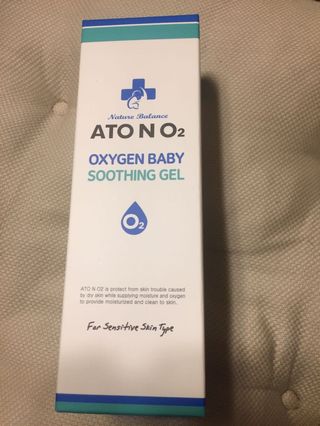 Nature Balance
ATO N O2
OXYGEN BABY
SOOTHING GEL
O2
ATO N O2 is protect from skin trouble caused
by dry skin while supplying moisture and oxygen
to provide moisturized and clean to skin.
For Sensitive Skin Type